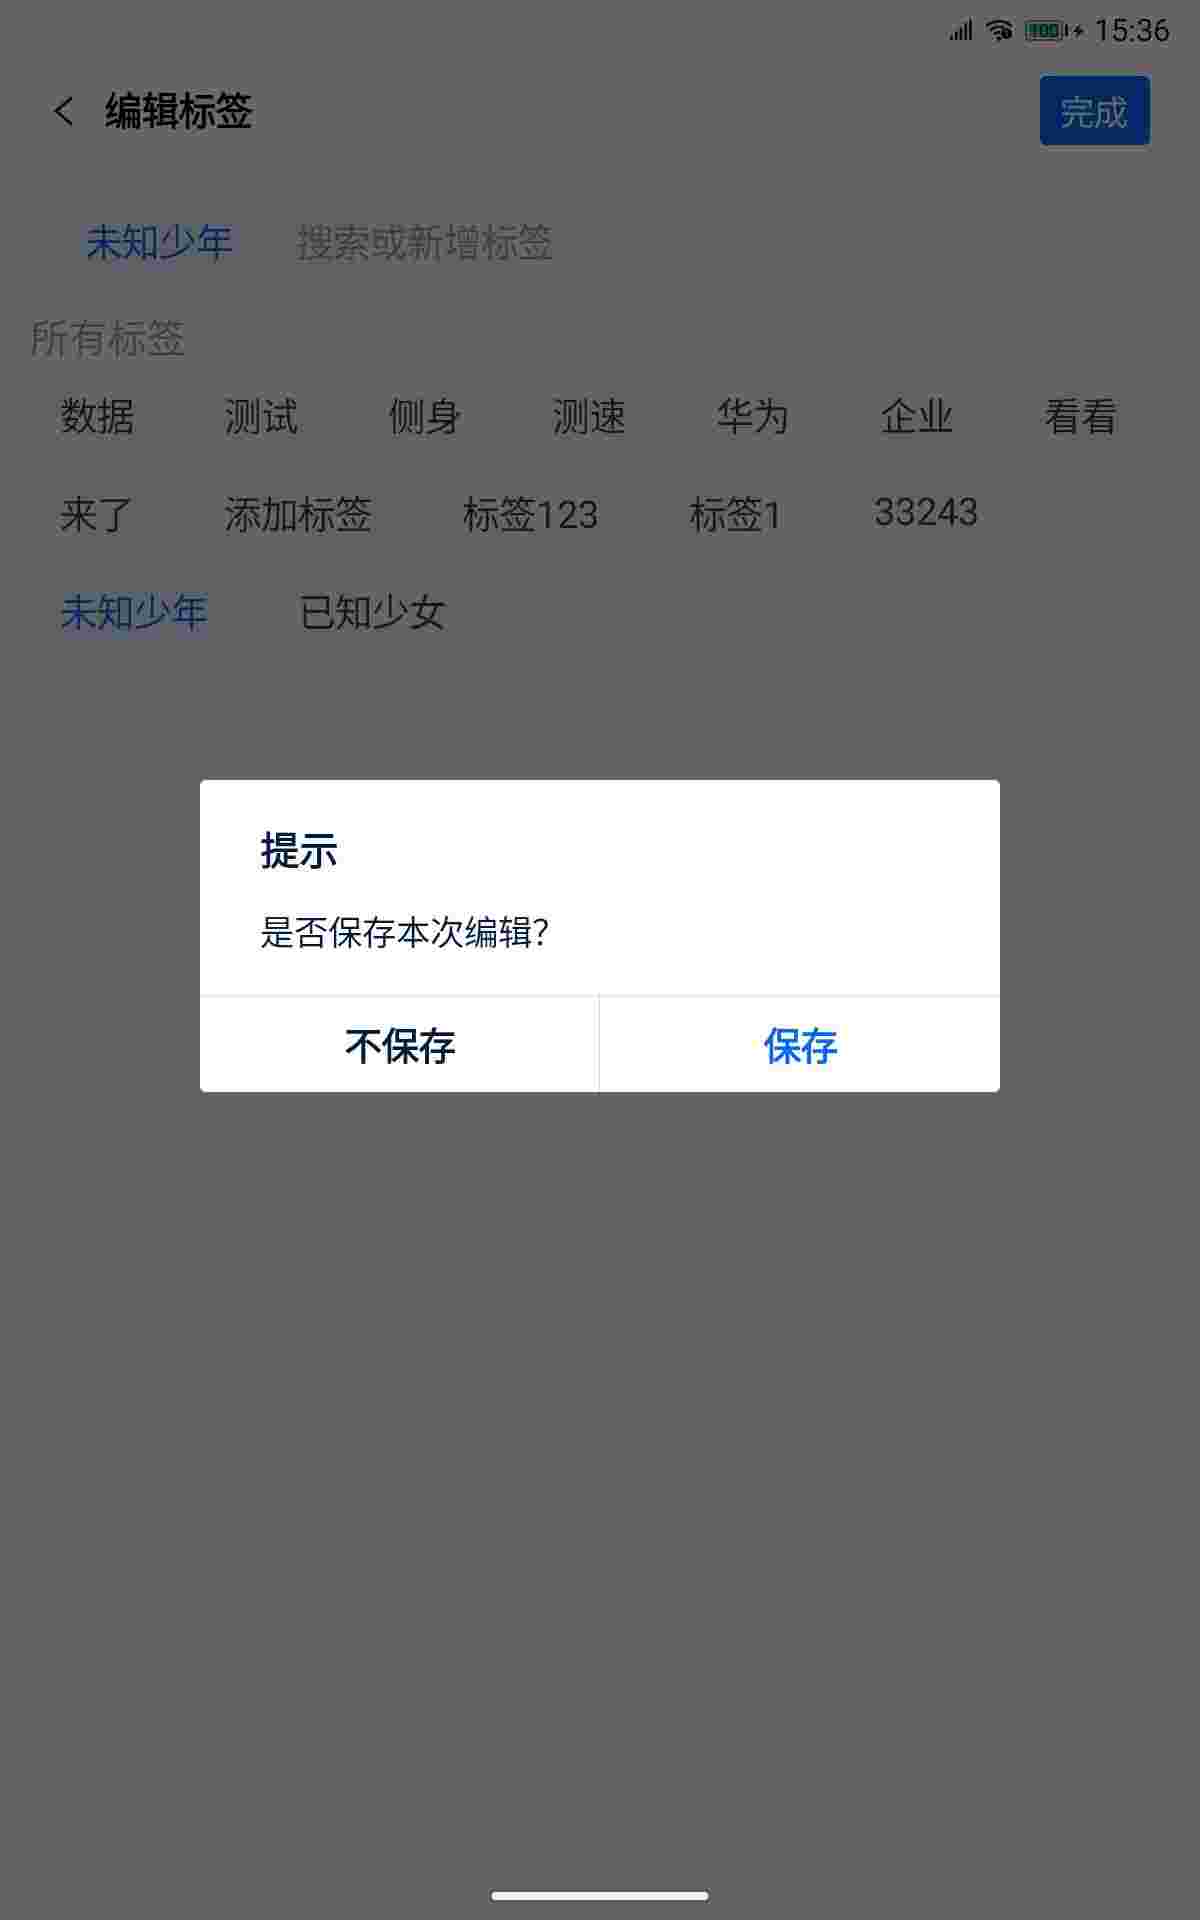 100 15:36
编辑标签 完成
未知少年 搜索或新增标签
所有标签
数据 测试 侧身 测速 华为 企业 看看
来了 添加标签 标签123 标签1 33243
未知少年 已知少女
提示
是否保存本次编辑?
不保存 保存